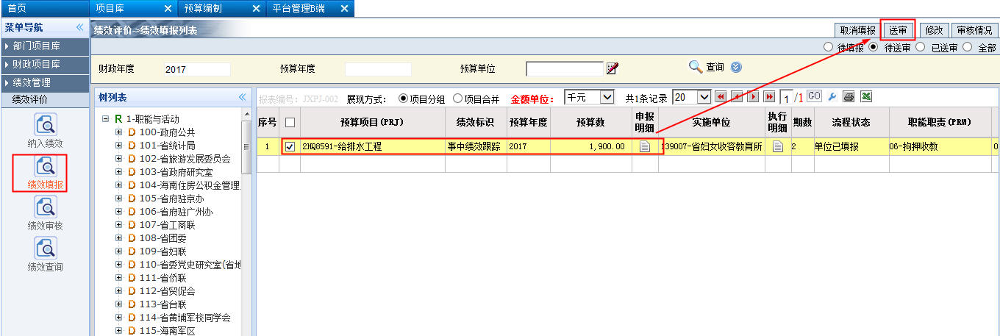 首页 项目库 预算编制 平台管理B端
菜单导航
部门项目库
财政项目库
绩效管理
绩效评价
纳入绩效
绩效填报
绩效审核
绩效查询
绩效评价->绩效填报列表
取消填报 送审 修改 审核情况
待填报 待送审 已送审 全部
财政年度 2017 预算年度 预算单位 查询
树列表
R 1-职能与活动
D 100-政府公共
D 101-省统计局
D 102-省旅游发展委员会
D 103-省政府研究室
D 104-海南住房公积金管理
D 105-省府驻京办
D 106-省府驻广州办
D 107-省工商联
D 108-省团委
D 109-省妇联
D 110-省委党史研究室(省地
D 111-省侨联
D 112-省贸促会
D 113-省台联
D 114-省黄埔军校同学会
D 115-海南军区
报表编号: JXPJ-002 展现方式: 项目分组 项目合并 金额单位: 千元 共1条记录 20 1 /1 GO
序号 预算项目(PRJ) 绩效标识 预算年度 预算数 申报明细 实施单位 执行明细 期数 流程状态 职能职责(PRM)
1 2HQ8591-给排水工程 事中绩效跟踪 2017 1,900.00 139007-省妇女收容教育所 2 单位已填报 06-拘押收教 0